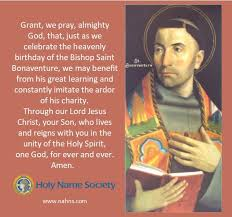 Grant, we pray, almighty
God, that, just as we
celebrate the heavenly
birthday of the Bishop Saint
Bonaventure, we may benefit
from his great learning and
constantly imitate the ardor
of his charity.
Through our Lord Jesus
Christ, your Son, who lives
and reigns with you in the
unity of the Holy Spirit,
one God, for ever and ever.
Amen.
Holy Name Society
www.nahns.com